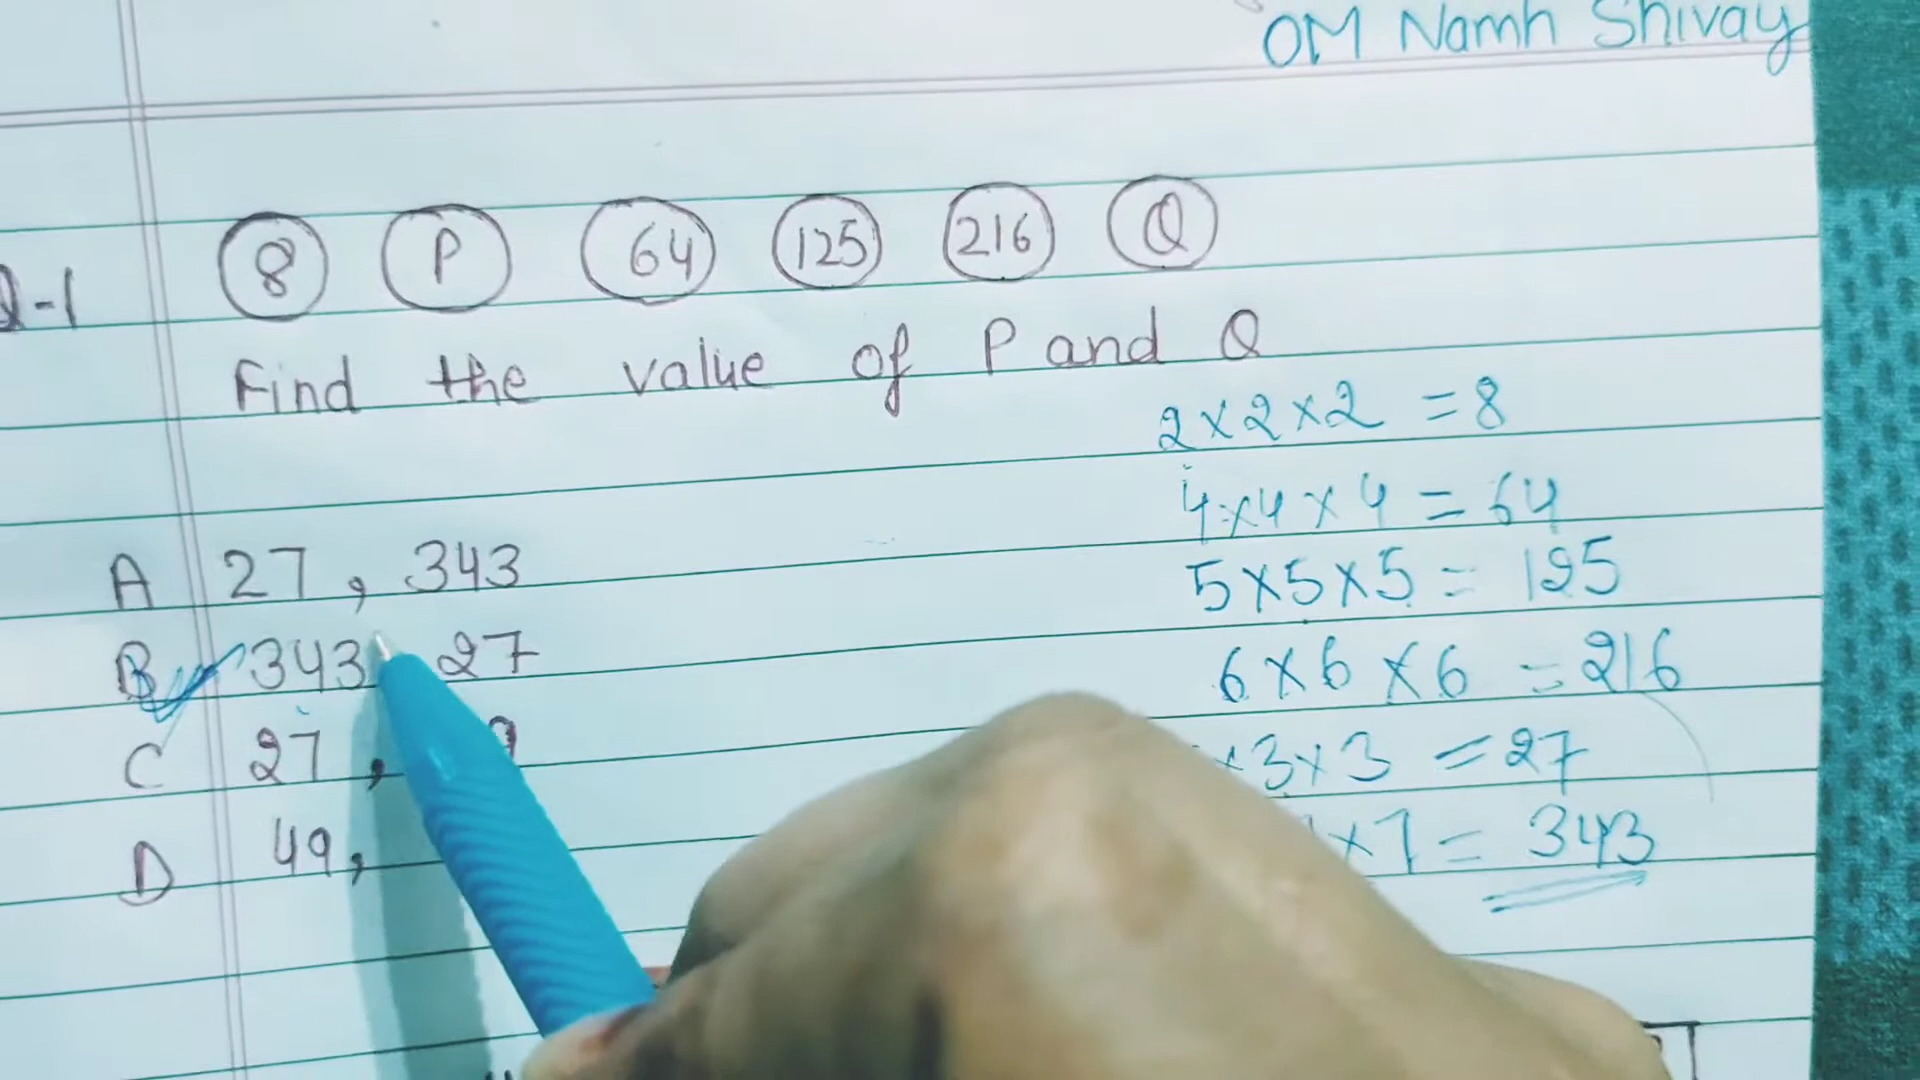 OM Namh Shivay
Q-1 8 P 64 125 216 Q
Find the value of P and Q
2×2×2 =8
4×4×4 = 64
5×5×5 = 125
6×6×6 = 216
×3×3 =27
×7 = 343
A 27, 343
B 343 27
C 27,
D 49,